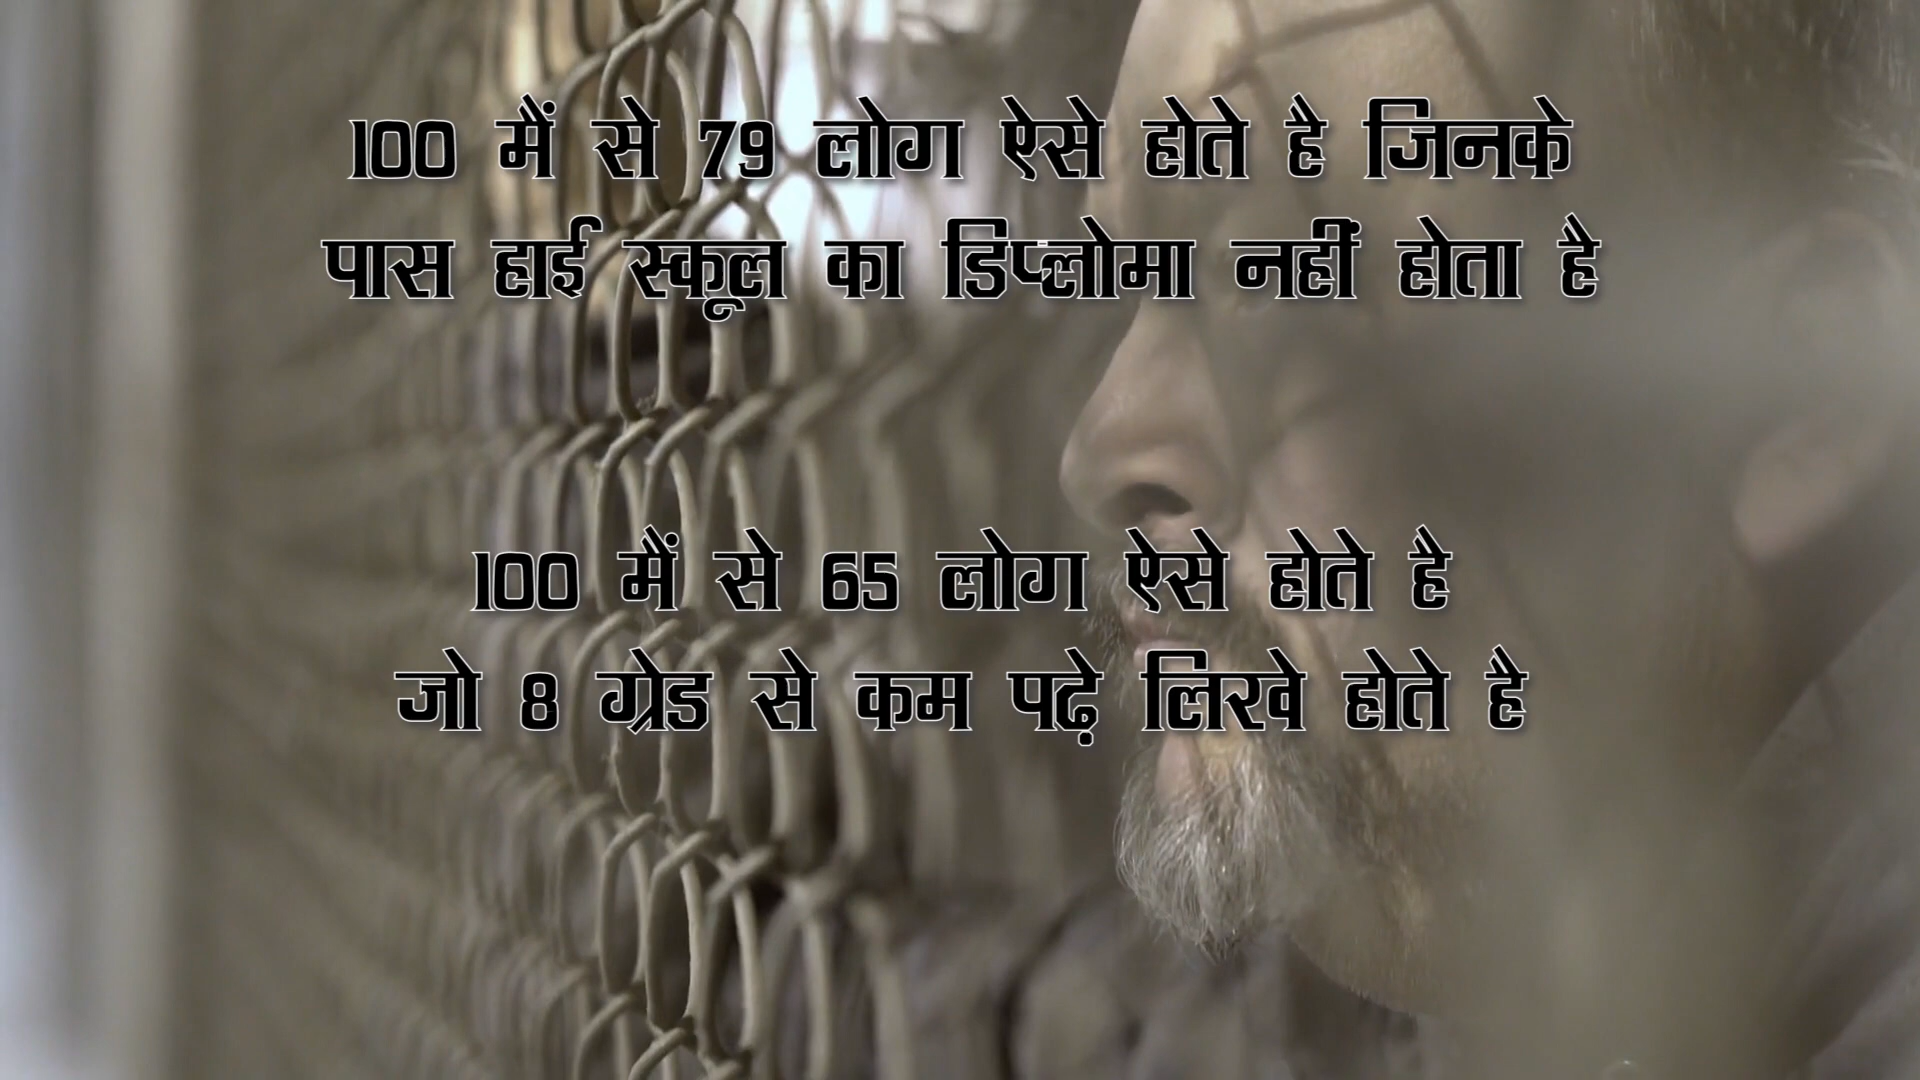 100 मैं से 79 लोग ऐसे होते है जिनके
पास हाई स्कूल का डिप्लोमा नहीं होता है
100 मैं से 65 लोग ऐसे होते है
जो 8 ग्रेड से कम पढ़े लिखे होते है